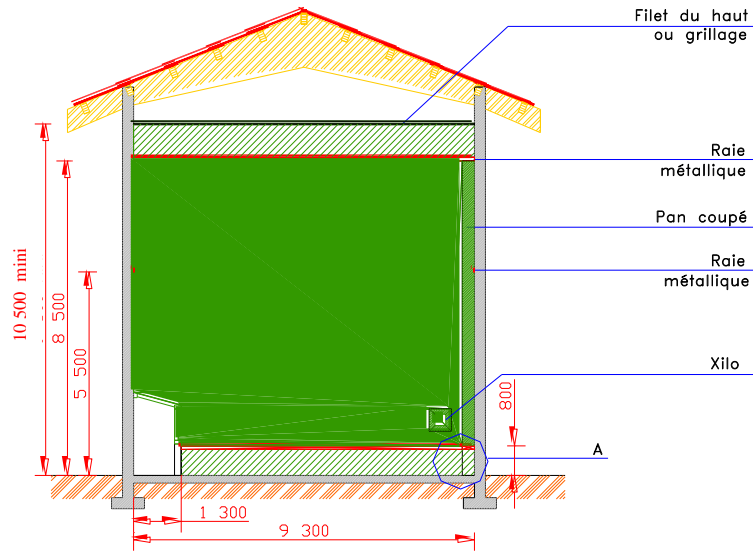 Filet du haut
ou grillage
Raie
métallique
Pan coupé
Raie
métallique
Xilo
A
10 500 mini
8 500
5 500
800
1 300
9 300